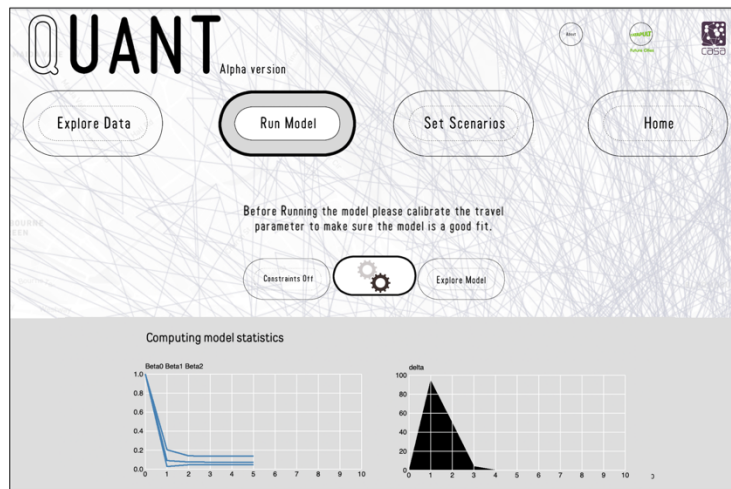 QUANT
Alpha version
About
Future Cities
casa
Explore Data
Run Model
Set Scenarios
Home
Before Running the model please calibrate the travel
parameter to make sure the model is a good fit.
Constraints Off
Explore Model
Computing model statistics
Beta0 Beta1 Beta2
1.0
0.8
0.6
0.4
0.2
0.0
0 1 2 3 4 5 6 7 8 9 10
delta
100
80
60
40
20
0
0 1 2 3 4 5 6 7 8 9 10